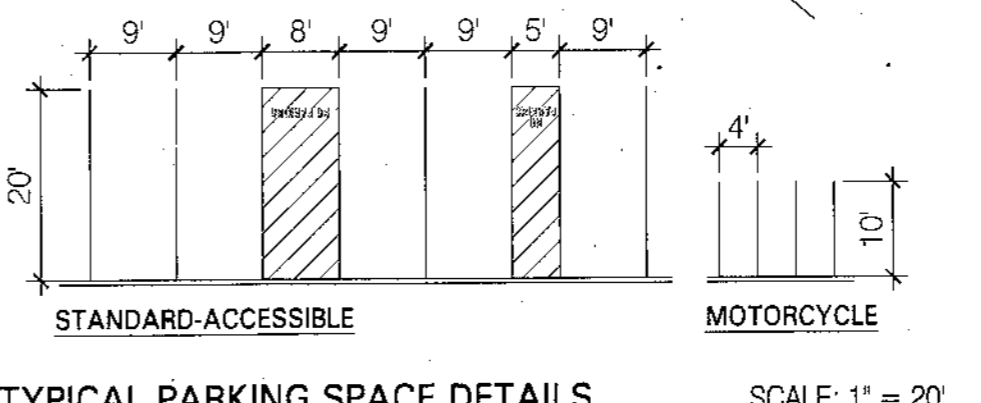 9' 9' 8' 9' 9' 5' 9'
4'
20'
10'
STANDARD-ACCESSIBLE
MOTORCYCLE
TYPICAL PARKING SPACE DETAILS
SCALE: 1" = 20'